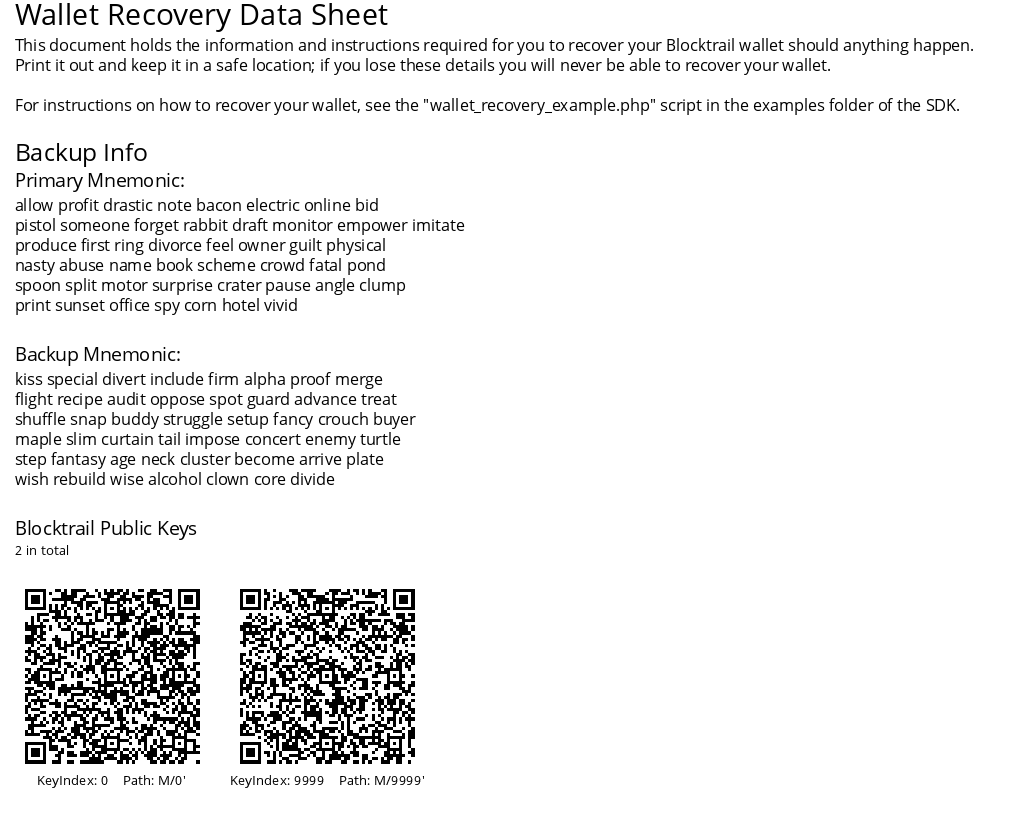 Wallet Recovery Data Sheet
This document holds the information and instructions required for you to recover your Blocktrail wallet should anything happen.
Print it out and keep it in a safe location; if you lose these details you will never be able to recover your wallet.
For instructions on how to recover your wallet, see the "wallet_recovery_example.php" script in the examples folder of the SDK.
Backup Info
Primary Mnemonic:
allow profit drastic note bacon electric online bid
pistol someone forget rabbit draft monitor empower imitate
produce first ring divorce feel owner guilt physical
nasty abuse name book scheme crowd fatal pond
spoon split motor surprise crater pause angle clump
print sunset office spy corn hotel vivid
Backup Mnemonic:
kiss special divert include firm alpha proof merge
flight recipe audit oppose spot guard advance treat
shuffle snap buddy struggle setup fancy crouch buyer
maple slim curtain tail impose concert enemy turtle
step fantasy age neck cluster become arrive plate
wish rebuild wise alcohol clown core divide
Blocktrail Public Keys
2 in total
KeyIndex: 0 Path: M/0'
KeyIndex: 9999 Path: M/9999'